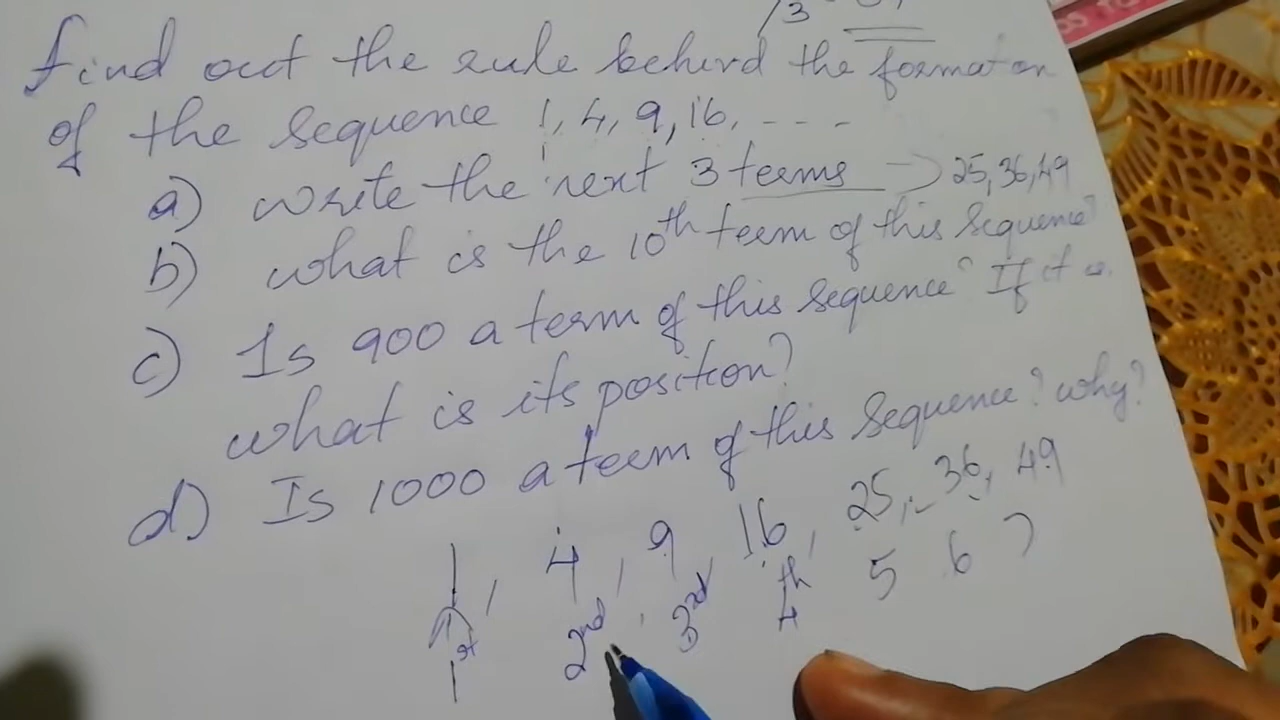 /3
find out the rule behind the formaton
of the sequence 1, 4, 9, 16, - - -
a) write the next 3 terms -> 25, 36, 49
b) what is the 10th term of this sequence?
c) Is 900 a term of this sequence? If it is
what is its position?
d) Is 1000 a term of this sequence? why?
1, 4, 9, 16, 25, 36, 49
1st 2nd, 3rd 4th 5 6 7